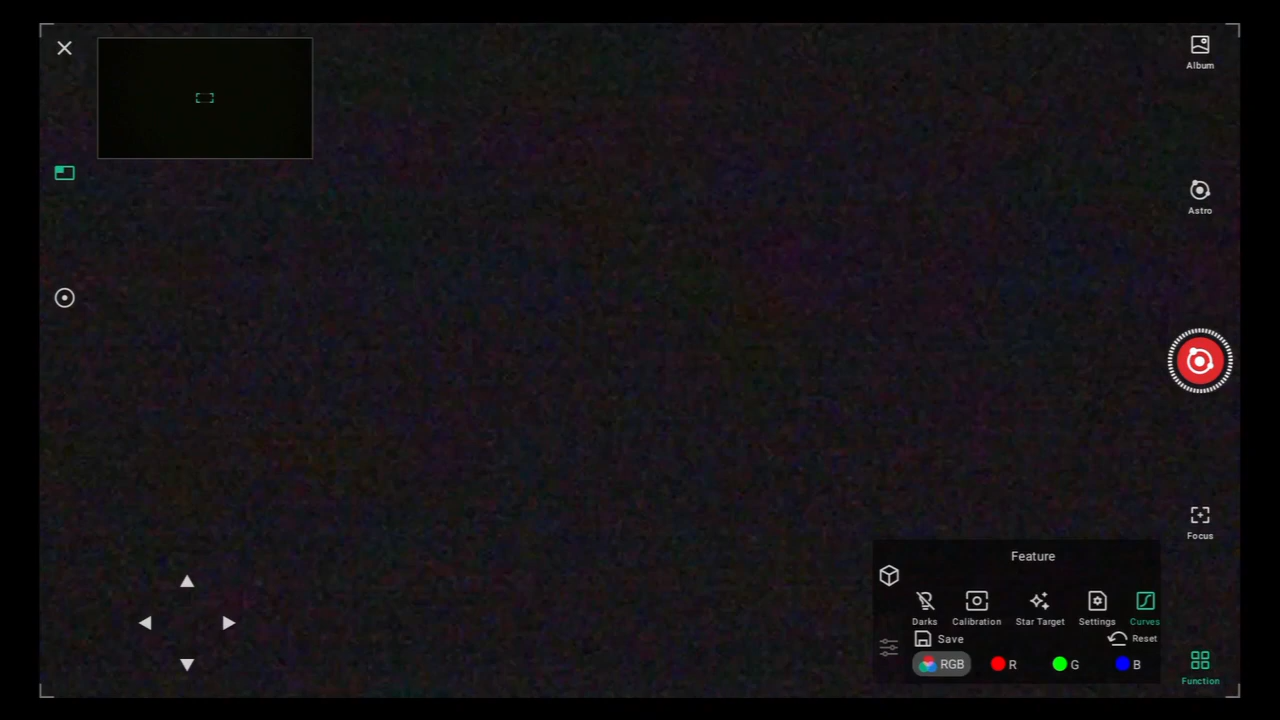 Album
Astro
Focus
Feature
Darks Calibration Star Target Settings Curves
Save Reset
RGB R G B
Function